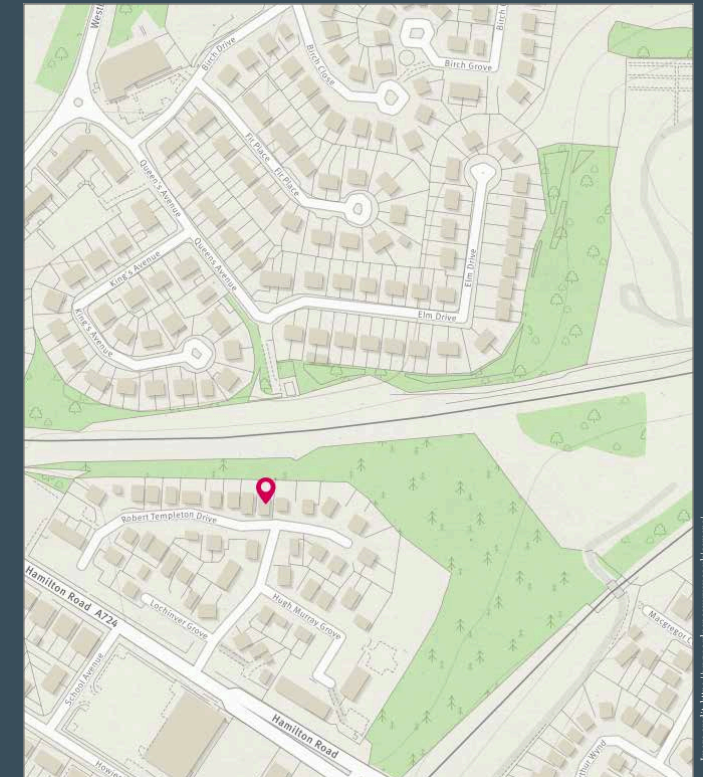 Birch Drive
Birch Close
Birch Grove
Fir Place
Fir Place
Queen's Avenue
Queens Avenue
King's Avenue
King's Avenue
Elm Drive
Elm Drive
Robert Templeton Drive
Hamilton Road A724
Lochinver Grove
Hugh Murray Grove
School Avenue
Hamilton Road